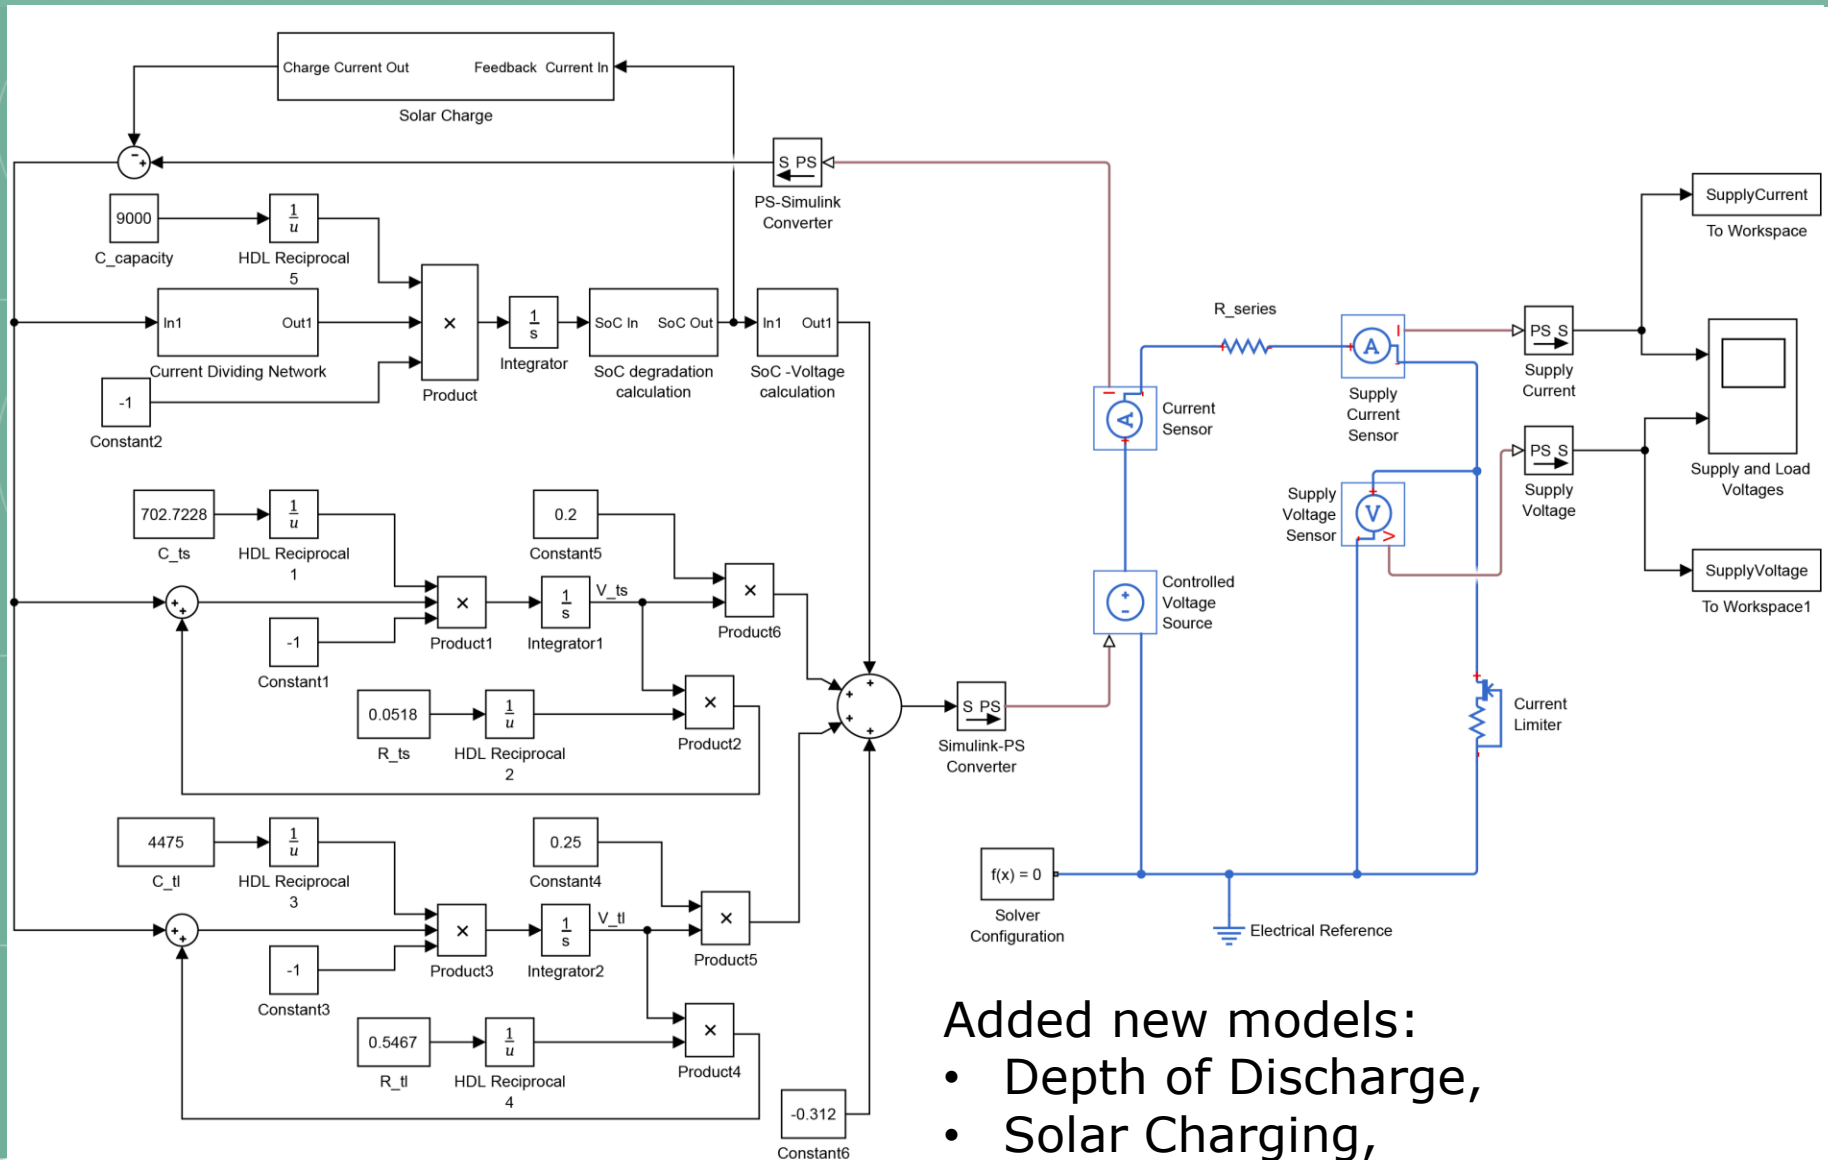 Charge Current Out
Feedback Current In
Solar Charge
S PS
PS-Simulink
Converter
9000
C_capacity
1
u
HDL Reciprocal
5
In1
Out1
Current Dividing Network
-1
Constant2
×
Product
1
s
Integrator
SoC In
SoC Out
SoC degradation
calculation
In1
Out1
SoC -Voltage
calculation
702.7228
C_ts
1
u
HDL Reciprocal
1
-1
Constant1
×
Product1
1
s
Integrator1
V_ts
0.2
Constant5
×
Product6
0.0518
R_ts
1
u
HDL Reciprocal
2
×
Product2
4475
C_tl
1
u
HDL Reciprocal
3
-1
Constant3
×
Product3
1
s
Integrator2
V_tl
0.25
Constant4
×
Product5
0.5467
R_tl
1
u
HDL Reciprocal
4
×
Product4
-0.312
Constant6
S PS
Simulink-PS
Converter
R_series
A
I
Current
Sensor
Controlled
Voltage
Source
A
I
Supply
Current
Sensor
V
V
Supply
Voltage
Sensor
PS S
Supply
Current
PS S
Supply
Voltage
SupplyCurrent
To Workspace
Supply and Load
Voltages
SupplyVoltage
To Workspace1
Current
Limiter
f(x) = 0
Solver
Configuration
Electrical Reference
Added new models:
• Depth of Discharge,
• Solar Charging,